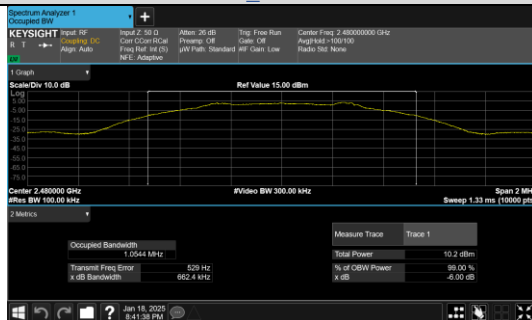 Spectrum Analyzer 1
Occupied BW
+
KEYSIGHT
R T
Input: RF
Coupling: DC
Align: Auto
Input Z: 50 Ω
Corr CCorr RCal
Freq Ref: Int (S)
NFE: Adaptive
Atten: 26 dB
Preamp: Off
µW Path: Standard
Trig: Free Run
Gate: Off
#IF Gain: Low
Center Freq: 2.480000000 GHz
Avg|Hold:>100/100
Radio Std: None
1 Graph
Scale/Div 10.0 dB
Ref Value 15.00 dBm
Log
5.00
-5.00
-15.0
-25.0
-35.0
-45.0
-55.0
-65.0
-75.0
Center 2.480000 GHz
#Video BW 300.00 kHz
Span 2 MH
#Res BW 100.00 kHz
Sweep 1.33 ms (10000 pts
2 Metrics
Measure Trace
Trace 1
Occupied Bandwidth
1.0544 MHz
Total Power
10.2 dBm
Transmit Freq Error
529 Hz
% of OBW Power
99.00 %
x dB Bandwidth
662.4 kHz
x dB
-6.00 dB
?
Jan 18, 2025
8:41:38 PM